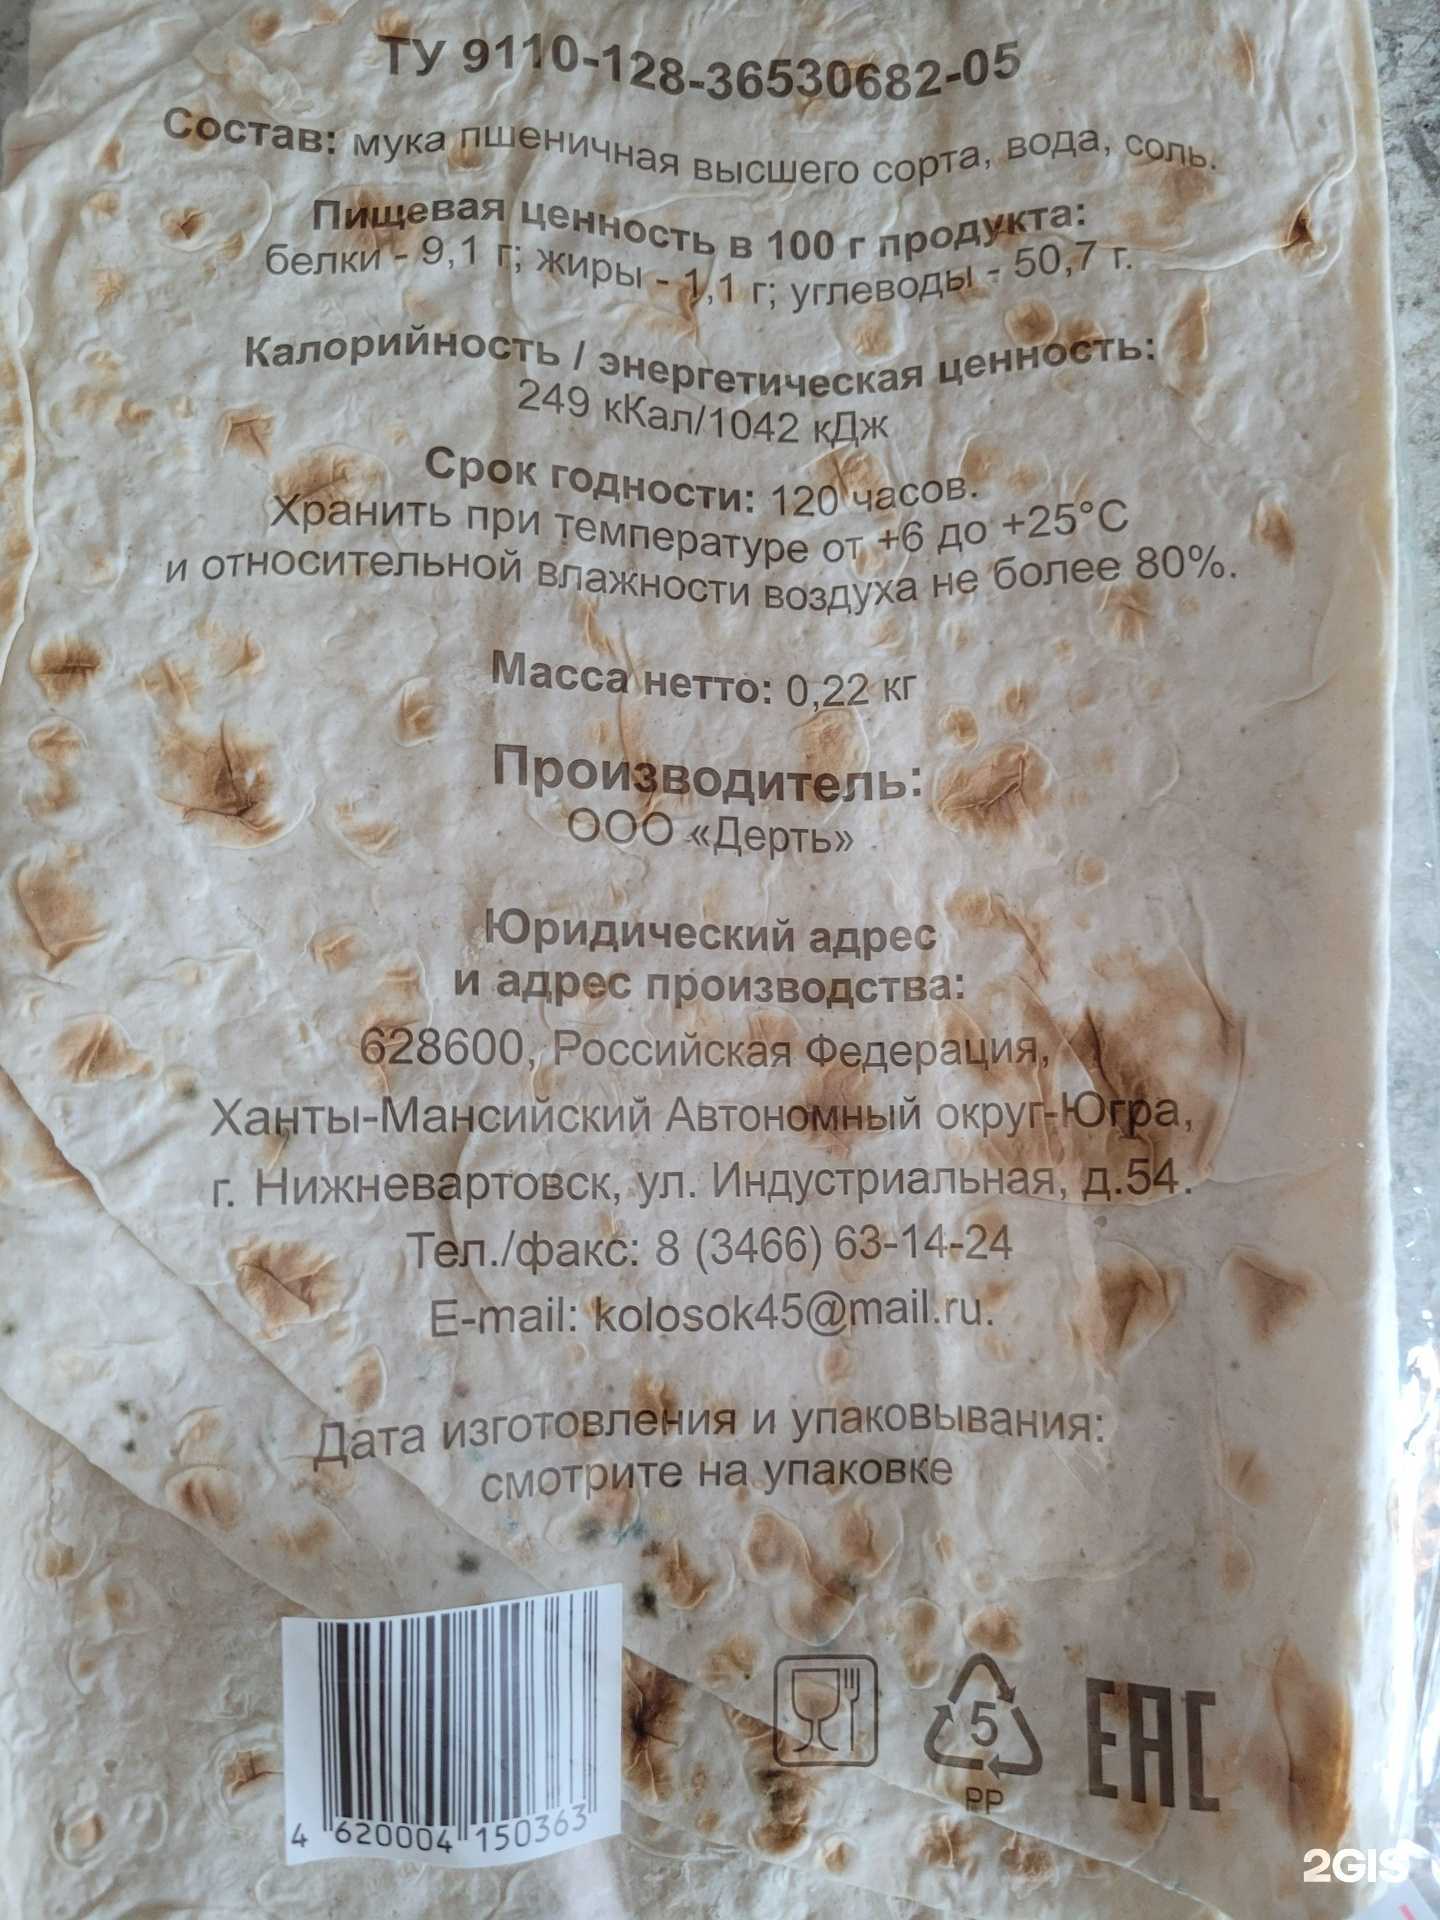 ТУ 9110-128-36530682-05
Состав: мука пшеничная высшего сорта, вода, соль.
Пищевая ценность в 100 г продукта:
белки - 9,1 г; жиры - 1,1 г; углеводы - 50,7 г.
Калорийность / энергетическая ценность:
249 кКал/1042 кДж
Срок годности: 120 часов.
Хранить при температуре от +6 до +25°С
и относительной влажности воздуха не более 80%.
Масса нетто: 0,22 кг
Производитель:
ООО «Дерть»
Юридический адрес
и адрес производства:
628600, Российская Федерация,
Ханты-Мансийский Автономный округ-Югра,
г. Нижневартовск, ул. Индустриальная, д.54.
Тел./факс: 8 (3466) 63-14-24
E-mail: kolosok45@mail.ru.
Дата изготовления и упаковывания:
смотрите на упаковке
5
PP
EAC
4 620004 150363
2GIS